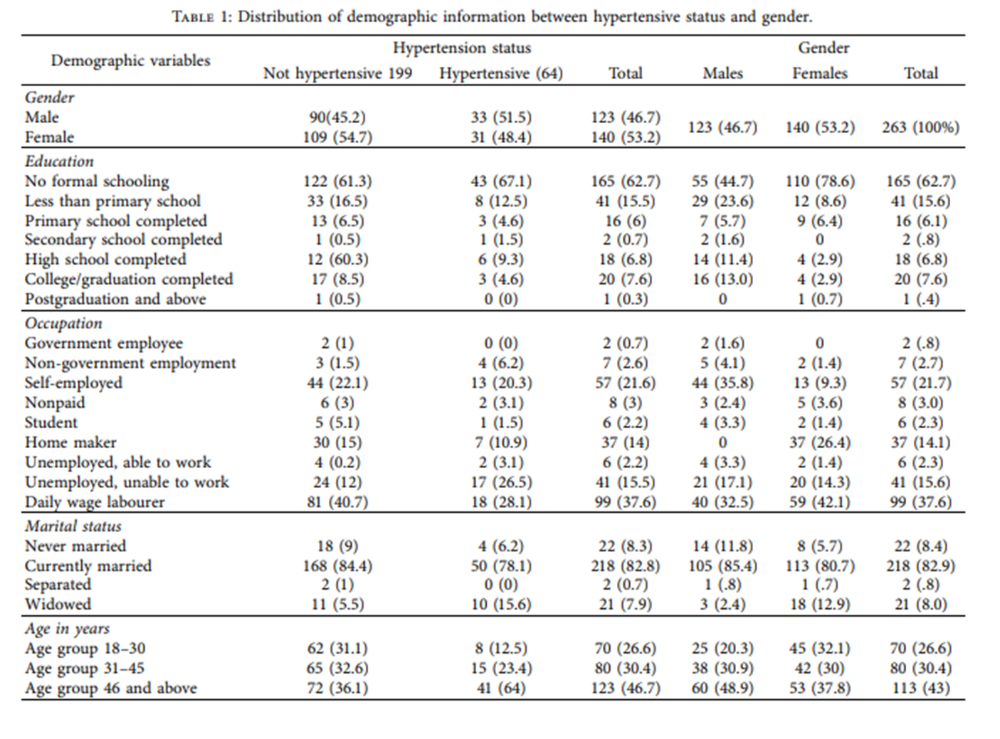 TABLE 1: Distribution of demographic information between hypertensive status and gender.
Demographic variables Hypertension status Gender
Not hypertensive 199 Hypertensive (64) Total Males Females Total
Gender
Male 90(45.2) 33 (51.5) 123 (46.7) 123 (46.7) 140 (53.2) 263 (100%)
Female 109 (54.7) 31 (48.4) 140 (53.2)
Education
No formal schooling 122 (61.3) 43 (67.1) 165 (62.7) 55 (44.7) 110 (78.6) 165 (62.7)
Less than primary school 33 (16.5) 8 (12.5) 41 (15.5) 29 (23.6) 12 (8.6) 41 (15.6)
Primary school completed 13 (6.5) 3 (4.6) 16 (6) 7 (5.7) 9 (6.4) 16 (6.1)
Secondary school completed 1 (0.5) 1 (1.5) 2 (0.7) 2 (1.6) 0 2 (.8)
High school completed 12 (60.3) 6 (9.3) 18 (6.8) 14 (11.4) 4 (2.9) 18 (6.8)
College/graduation completed 17 (8.5) 3 (4.6) 20 (7.6) 16 (13.0) 4 (2.9) 20 (7.6)
Postgraduation and above 1 (0.5) 0 (0) 1 (0.3) 0 1 (0.7) 1 (.4)
Occupation
Government employee 2 (1) 0 (0) 2 (0.7) 2 (1.6) 0 2 (.8)
Non-government employment 3 (1.5) 4 (6.2) 7 (2.6) 5 (4.1) 2 (1.4) 7 (2.7)
Self-employed 44 (22.1) 13 (20.3) 57 (21.6) 44 (35.8) 13 (9.3) 57 (21.7)
Nonpaid 6 (3) 2 (3.1) 8 (3) 3 (2.4) 5 (3.6) 8 (3.0)
Student 5 (5.1) 1 (1.5) 6 (2.2) 4 (3.3) 2 (1.4) 6 (2.3)
Home maker 30 (15) 7 (10.9) 37 (14) 0 37 (26.4) 37 (14.1)
Unemployed, able to work 4 (0.2) 2 (3.1) 6 (2.2) 4 (3.3) 2 (1.4) 6 (2.3)
Unemployed, unable to work 24 (12) 17 (26.5) 41 (15.5) 21 (17.1) 20 (14.3) 41 (15.6)
Daily wage labourer 81 (40.7) 18 (28.1) 99 (37.6) 40 (32.5) 59 (42.1) 99 (37.6)
Marital status
Never married 18 (9) 4 (6.2) 22 (8.3) 14 (11.8) 8 (5.7) 22 (8.4)
Currently married 168 (84.4) 50 (78.1) 218 (82.8) 105 (85.4) 113 (80.7) 218 (82.9)
Separated 2 (1) 0 (0) 2 (0.7) 1 (.8) 1 (.7) 2 (.8)
Widowed 11 (5.5) 10 (15.6) 21 (7.9) 3 (2.4) 18 (12.9) 21 (8.0)
Age in years
Age group 18–30 62 (31.1) 8 (12.5) 70 (26.6) 25 (20.3) 45 (32.1) 70 (26.6)
Age group 31–45 65 (32.6) 15 (23.4) 80 (30.4) 38 (30.9) 42 (30) 80 (30.4)
Age group 46 and above 72 (36.1) 41 (64) 123 (46.7) 60 (48.9) 53 (37.8) 113 (43)